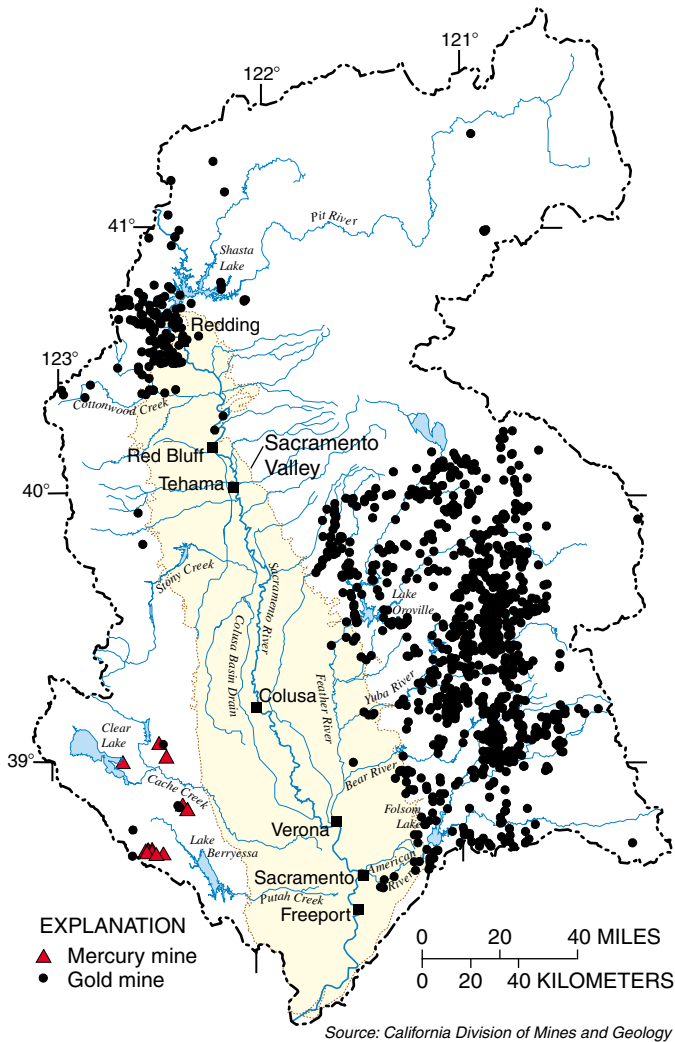 121°
122°
41°
Pit River
Shasta
Lake
Redding
123°
Cottonwood Creek
Sacramento
Valley
Red Bluff
Tehama
40°
Stony Creek
Sacramento River
Lake
Oroville
Colusa Basin Drain
Feather River
Yuba River
Colusa
Clear
Lake
39°
Bear River
Cache Creek
Folsom
Lake
Verona
Lake
Berryessa
American
River
Sacramento
Putah Creek
Freeport
EXPLANATION
Mercury mine
Gold mine
0 20 40 MILES
0 20 40 KILOMETERS
Source: California Division of Mines and Geology